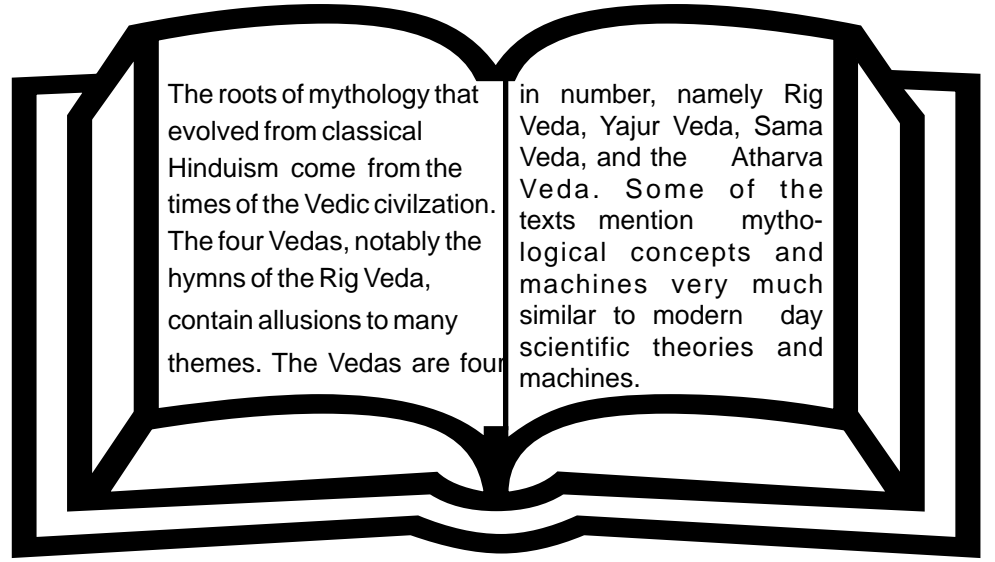 The roots of mythology that
evolved from classical
Hinduism come from the
times of the Vedic civilzation.
The four Vedas, notably the
hymns of the Rig Veda,
contain allusions to many
themes. The Vedas are four
in number, namely Rig
Veda, Yajur Veda, Sama
Veda, and the Atharva
Veda. Some of the
texts mention mytho-
logical concepts and
machines very much
similar to modern day
scientific theories and
machines.